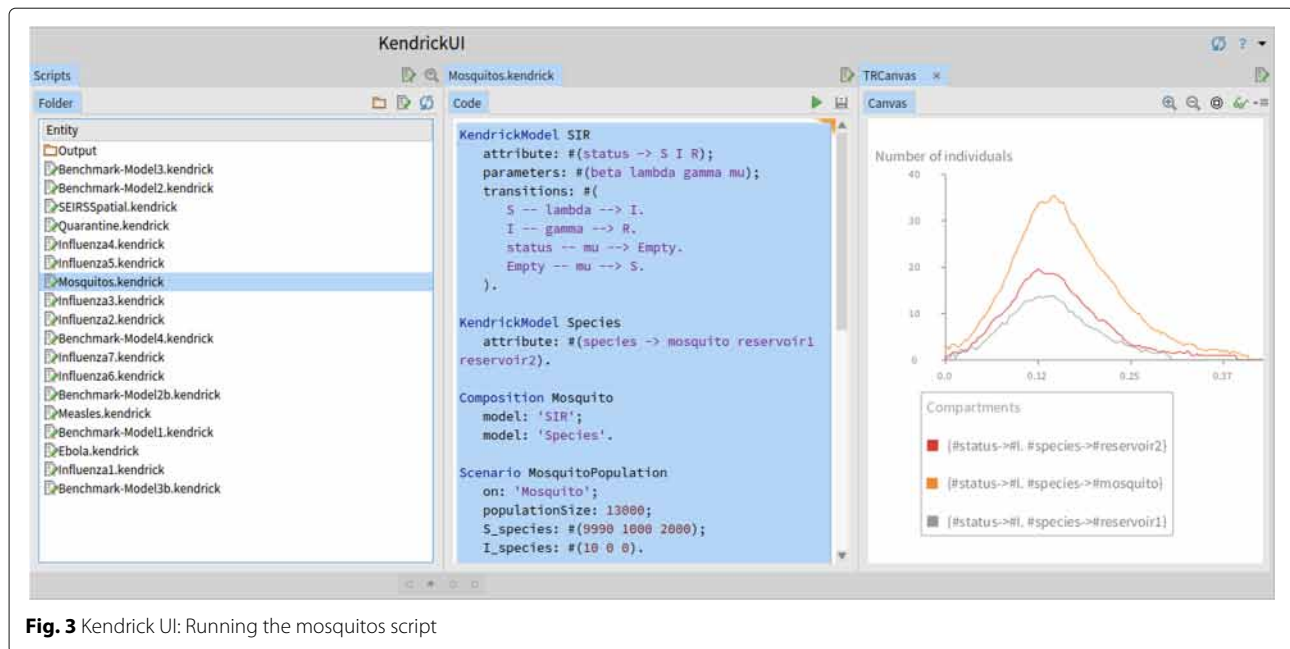 KendrickUI
?
Scripts
Folder
Entity
Output
Benchmark-Model3.kendrick
Benchmark-Model2.kendrick
SEIRSSpatial.kendrick
Quarantine.kendrick
Influenza4.kendrick
Influenza5.kendrick
Mosquitos.kendrick
Influenza3.kendrick
Influenza2.kendrick
Benchmark-Model4.kendrick
Influenza7.kendrick
Influenza6.kendrick
Benchmark-Model2b.kendrick
Measles.kendrick
Benchmark-Model1.kendrick
Ebola.kendrick
Influenza1.kendrick
Benchmark-Model3b.kendrick
Mosquitos.kendrick
Code
KendrickModel SIR
attribute: #(status -> S I R);
parameters: #(beta lambda gamma mu);
transitions: #(
S -- lambda --> I.
I -- gamma --> R.
status -- mu --> Empty.
Empty -- mu --> S.
).
KendrickModel Species
attribute: #(species -> mosquito reservoir1
reservoir2).
Composition Mosquito
model: 'SIR';
model: 'Species'.
Scenario MosquitoPopulation
on: 'Mosquito';
populationSize: 13000;
S_species: #(9990 1000 2000);
I_species: #(10 0 0).
TRCanvas ×
Canvas
Number of individuals
40
30
20
10
0
0.0 0.12 0.25 0.37
Compartments
{#status->#I. #species->#reservoir2}
{#status->#I. #species->#mosquito}
{#status->#I. #species->#reservoir1}
Fig. 3 Kendrick UI: Running the mosquitos script